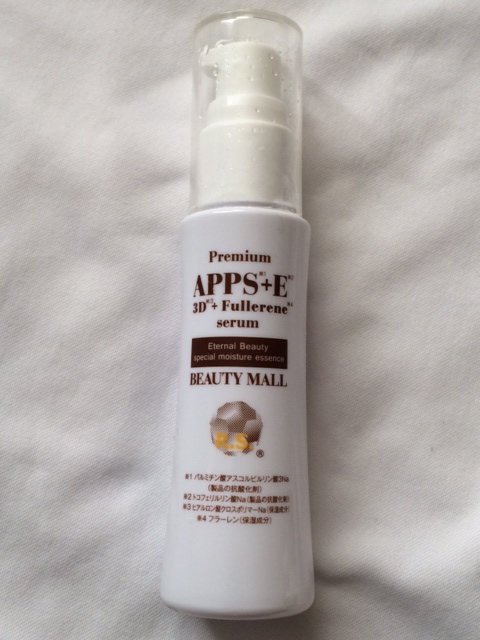 Premium
APPS※1+E※2
3D※3+Fullerene※4
serum
Eternal Beauty
special moisture essence
BEAUTY MALL
R.S
®
※1 パルミチン酸アスコルビルリン酸3Na
(製品の抗酸化剤)
※2 トコフェリルリン酸Na(製品の抗酸化剤)
※3 ヒアルロン酸クロスポリマーNa(保湿成分)
※4 フラーレン(保湿成分)